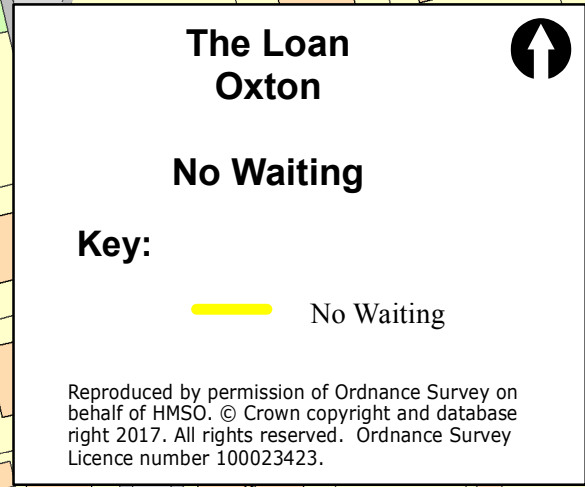 The Loan
Oxton
No Waiting
Key:
No Waiting
Reproduced by permission of Ordnance Survey on
behalf of HMSO. © Crown copyright and database
right 2017. All rights reserved.  Ordnance Survey
Licence number 100023423.